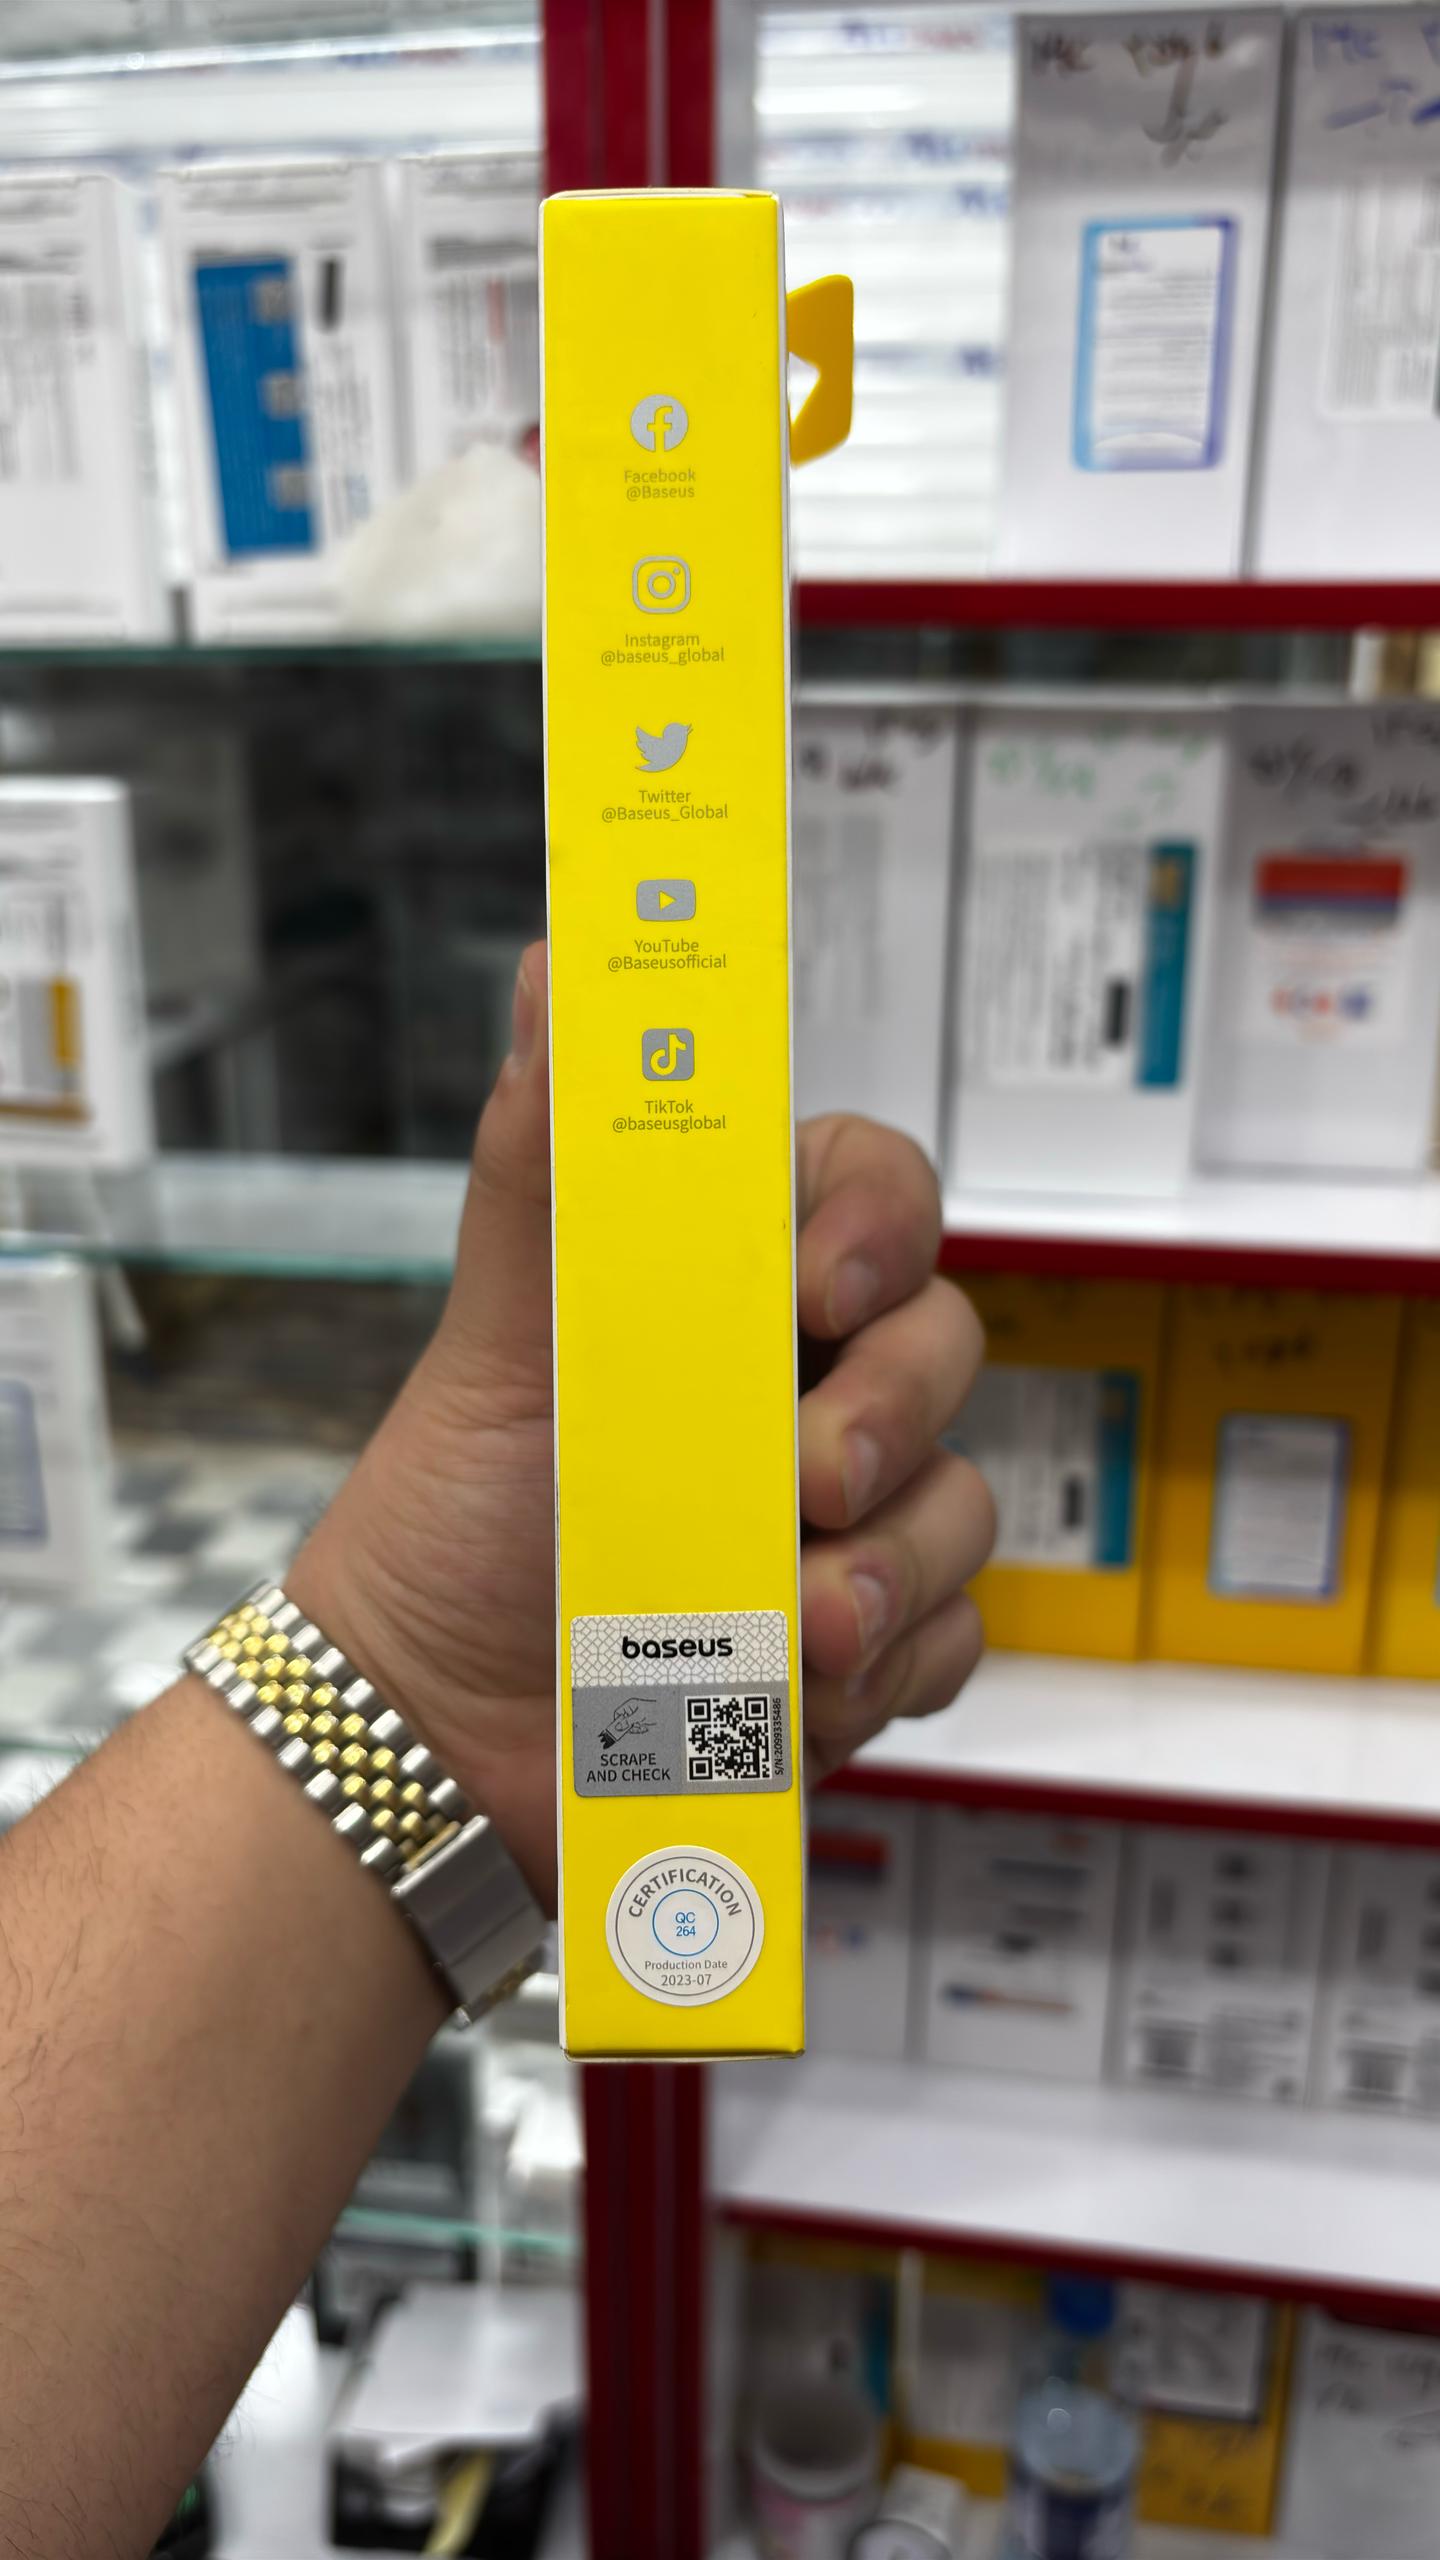 Facebook
@Baseus
Instagram
@baseus_global
Twitter
@Baseus_Global
YouTube
@Baseusofficial
TikTok
@baseusglobal
baseus
SCRAPE
AND CHECK
S/N:2099335486
CERTIFICATION
QC
264
Production Date
2023-07